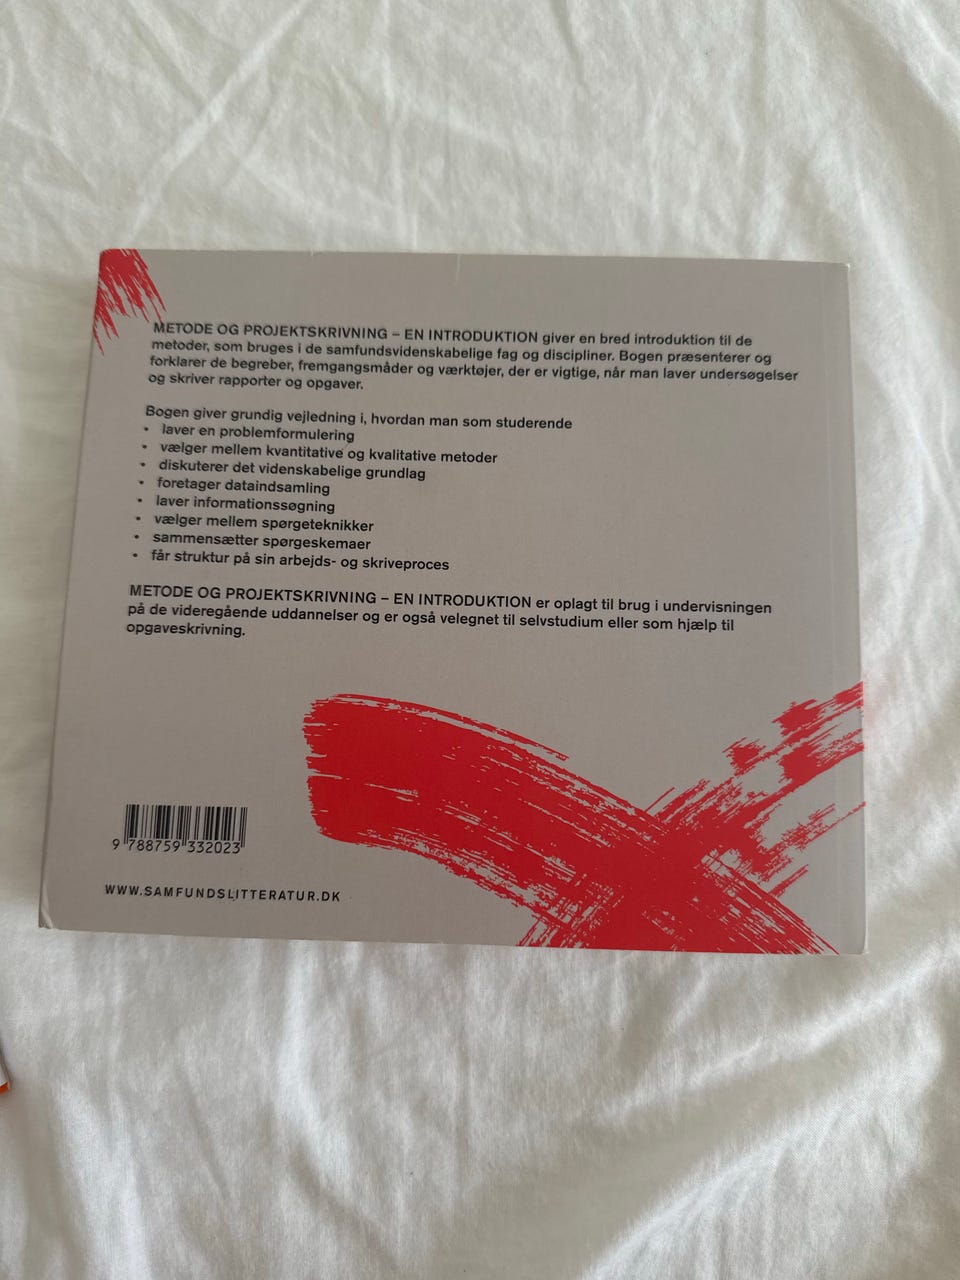 METODE OG PROJEKTSKRIVNING – EN INTRODUKTION giver en bred introduktion til de
metoder, som bruges i de samfundsvidenskabelige fag og discipliner. Bogen præsenterer og
forklarer de begreber, fremgangsmåder og værktøjer, der er vigtige, når man laver undersøgelser
og skriver rapporter og opgaver.
Bogen giver grundig vejledning i, hvordan man som studerende
• laver en problemformulering
• vælger mellem kvantitative og kvalitative metoder
• diskuterer det videnskabelige grundlag
• foretager dataindsamling
• laver informationssøgning
• vælger mellem spørgeteknikker
• sammensætter spørgeskemaer
• får struktur på sin arbejds- og skriveproces
METODE OG PROJEKTSKRIVNING – EN INTRODUKTION er oplagt til brug i undervisningen
på de videregående uddannelser og er også velegnet til selvstudium eller som hjælp til
opgaveskrivning.
9 788759 332023
WWW.SAMFUNDSLITTERATUR.DK